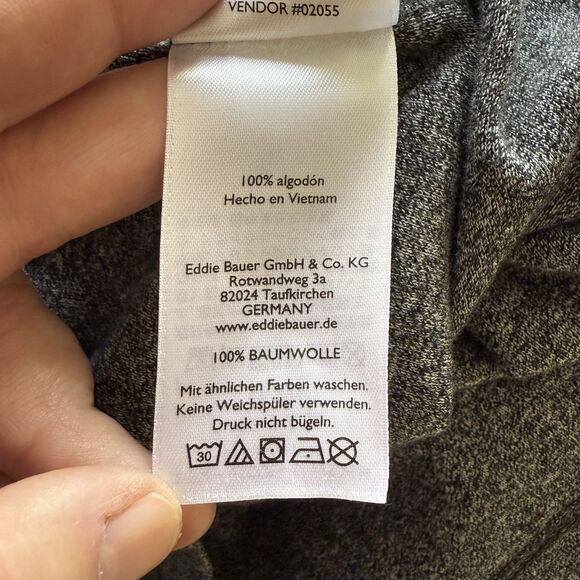 VENDOR #02055
100% algodón
Hecho en Vietnam
Eddie Bauer GmbH & Co. KG
Rotwandweg 3a
82024 Taufkirchen
GERMANY
www.eddiebauer.de
100% BAUMWOLLE
Mit ähnlichen Farben waschen.
Keine Weichspüler verwenden.
Druck nicht bügeln.
30